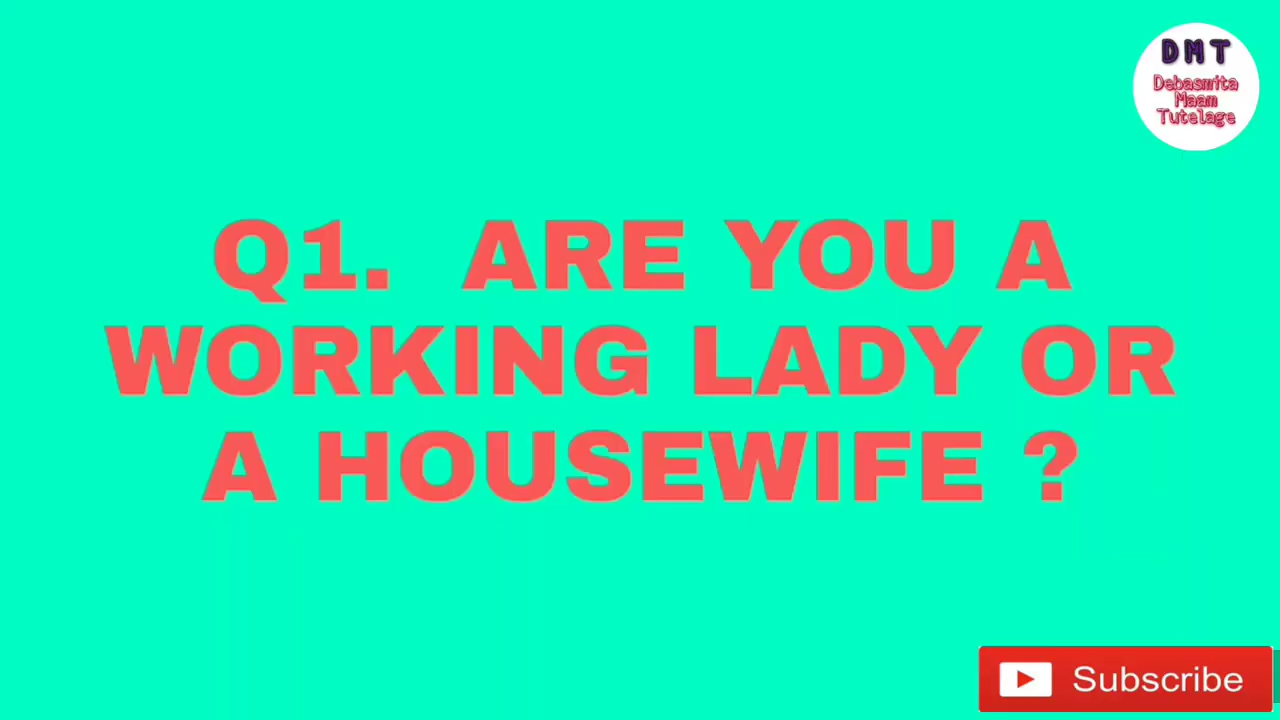 DMT
Debasmita
Maam
Tutelage
Q1. ARE YOU A
WORKING LADY OR
A HOUSEWIFE ?
Subscribe